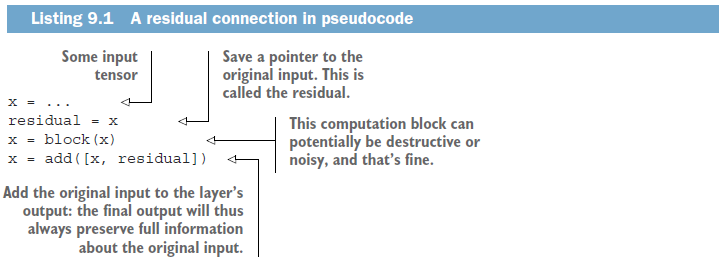 Listing 9.1 A residual connection in pseudocode
Some input
tensor
Save a pointer to the
original input. This is
called the residual.
x = ...
residual = x
x = block(x)
x = add([x, residual])
This computation block can
potentially be destructive or
noisy, and that’s fine.
Add the original input to the layer’s
output: the final output will thus
always preserve full information
about the original input.